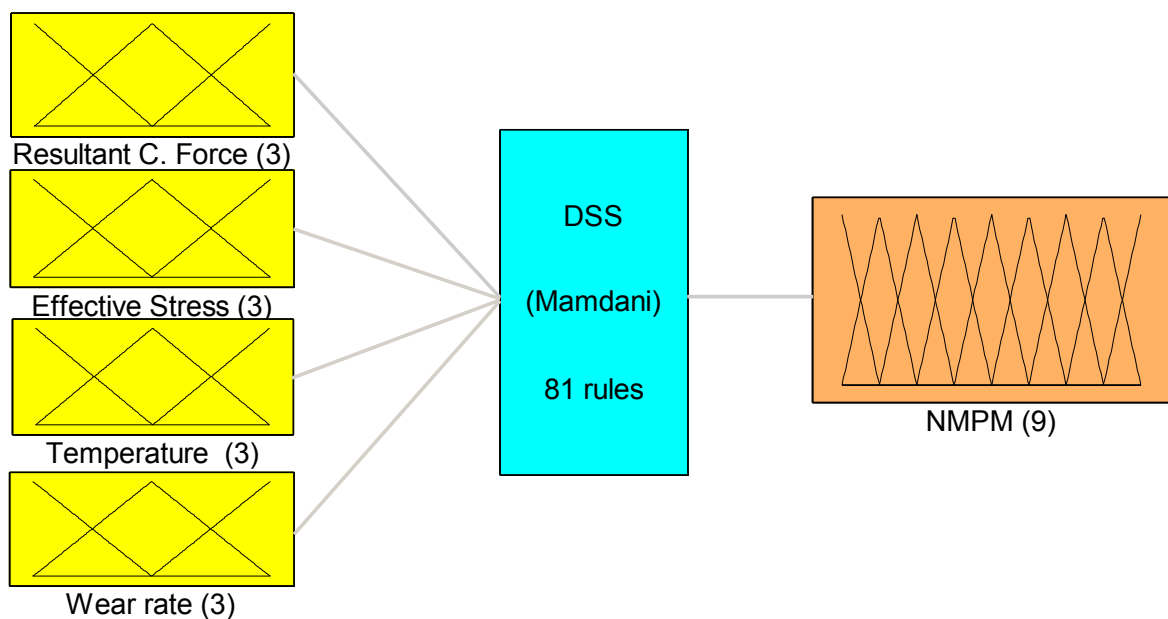 Resultant C. Force (3)
Effective Stress (3)
Temperature (3)
Wear rate (3)
DSS
(Mamdani)
81 rules
NMPM (9)